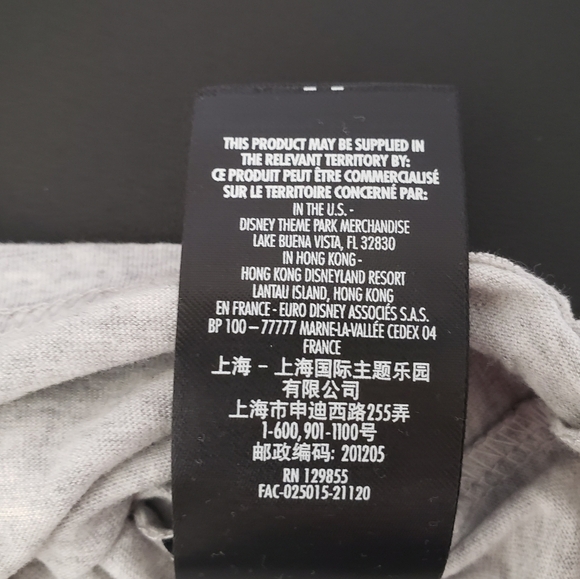 THIS PRODUCT MAY BE SUPPLIED IN
THE RELEVANT TERRITORY BY:
CE PRODUIT PEUT ÊTRE COMMERCIALISÉ
SUR LE TERRITOIRE CONCERNÉ PAR:
IN THE U.S. -
DISNEY THEME PARK MERCHANDISE
LAKE BUENA VISTA, FL 32830
IN HONG KONG -
HONG KONG DISNEYLAND RESORT
LANTAU ISLAND, HONG KONG
EN FRANCE - EURO DISNEY ASSOCIÉS S.A.S.
BP 100 – 77777 MARNE-LA-VALLÉE CEDEX 04
FRANCE
上海 - 上海国际主题乐园
有限公司
上海市申迪西路255弄
1-600, 901-1100号
邮政编码: 201205
RN 129855
FAC-025015-21120